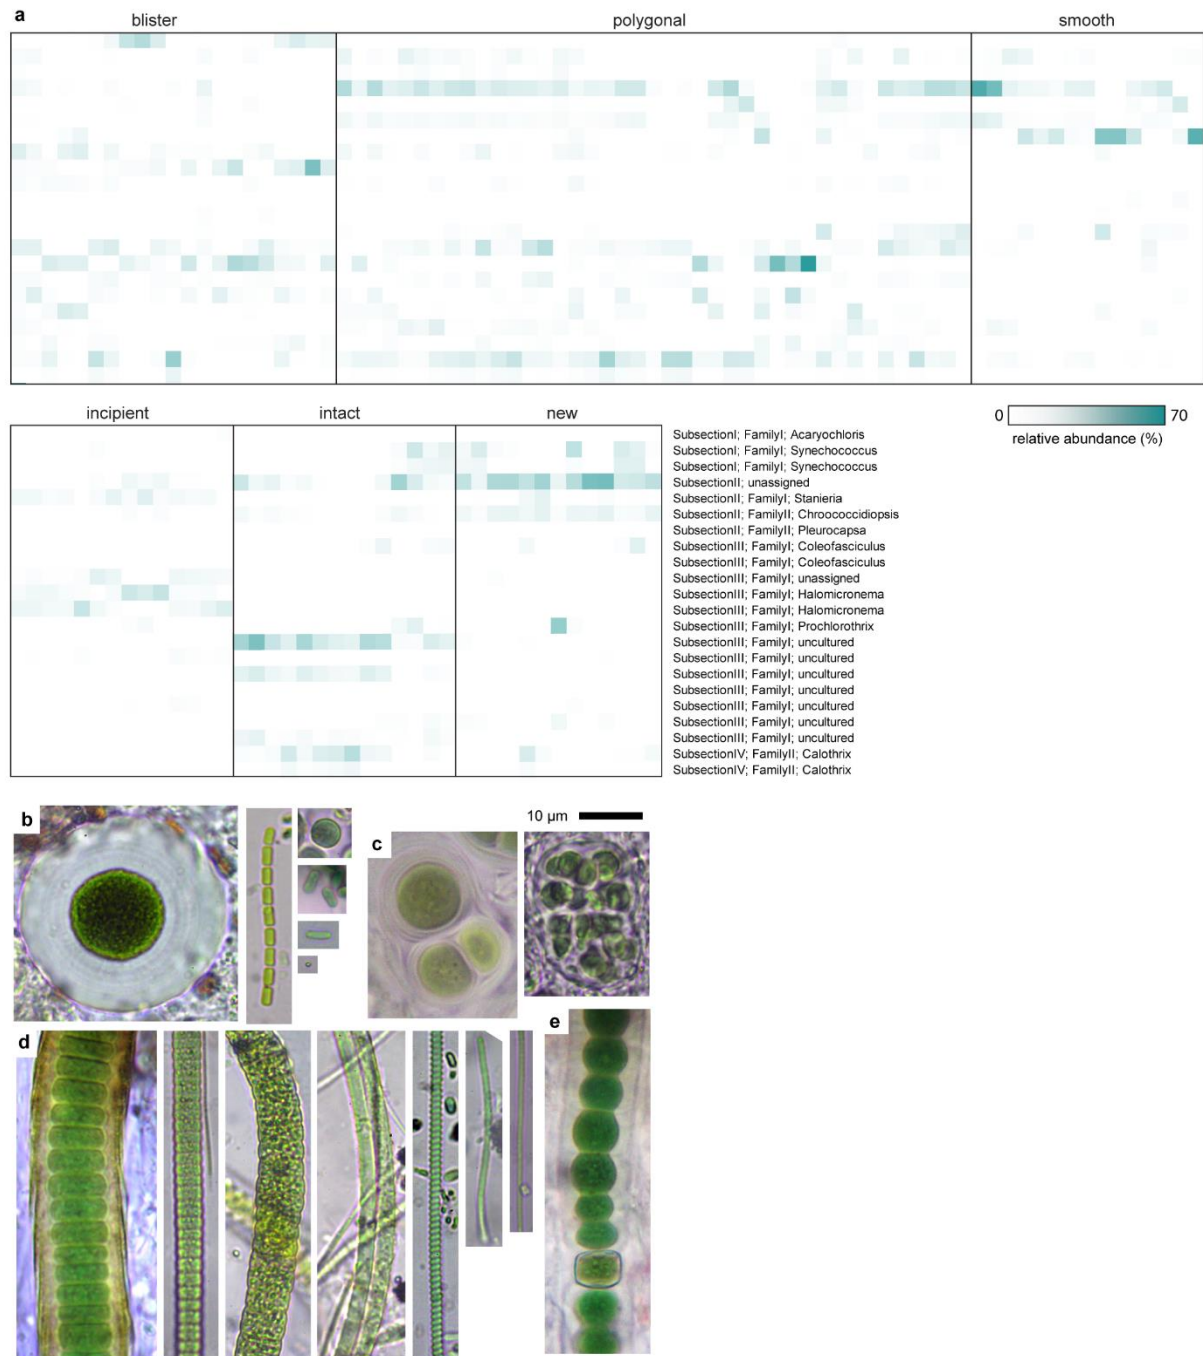 a
blister polygonal smooth
incipient intact new
0 70
relative abundance (%)
SubsectionI; FamilyI; Acaryochloris
SubsectionI; FamilyI; Synechococcus
SubsectionI; FamilyI; Synechococcus
SubsectionII; unassigned
SubsectionII; FamilyI; Stanieria
SubsectionII; FamilyII; Chroococcidiopsis
SubsectionII; FamilyII; Pleurocapsa
SubsectionIII; FamilyI; Coleofasciculus
SubsectionIII; FamilyI; Coleofasciculus
SubsectionIII; FamilyI; unassigned
SubsectionIII; FamilyI; Halomicronema
SubsectionIII; FamilyI; Halomicronema
SubsectionIII; FamilyI; Prochlorothrix
SubsectionIII; FamilyI; uncultured
SubsectionIII; FamilyI; uncultured
SubsectionIII; FamilyI; uncultured
SubsectionIII; FamilyI; uncultured
SubsectionIII; FamilyI; uncultured
SubsectionIII; FamilyI; uncultured
SubsectionIII; FamilyI; uncultured
SubsectionIV; FamilyII; Calothrix
SubsectionIV; FamilyII; Calothrix
b
10 µm
c
d
e